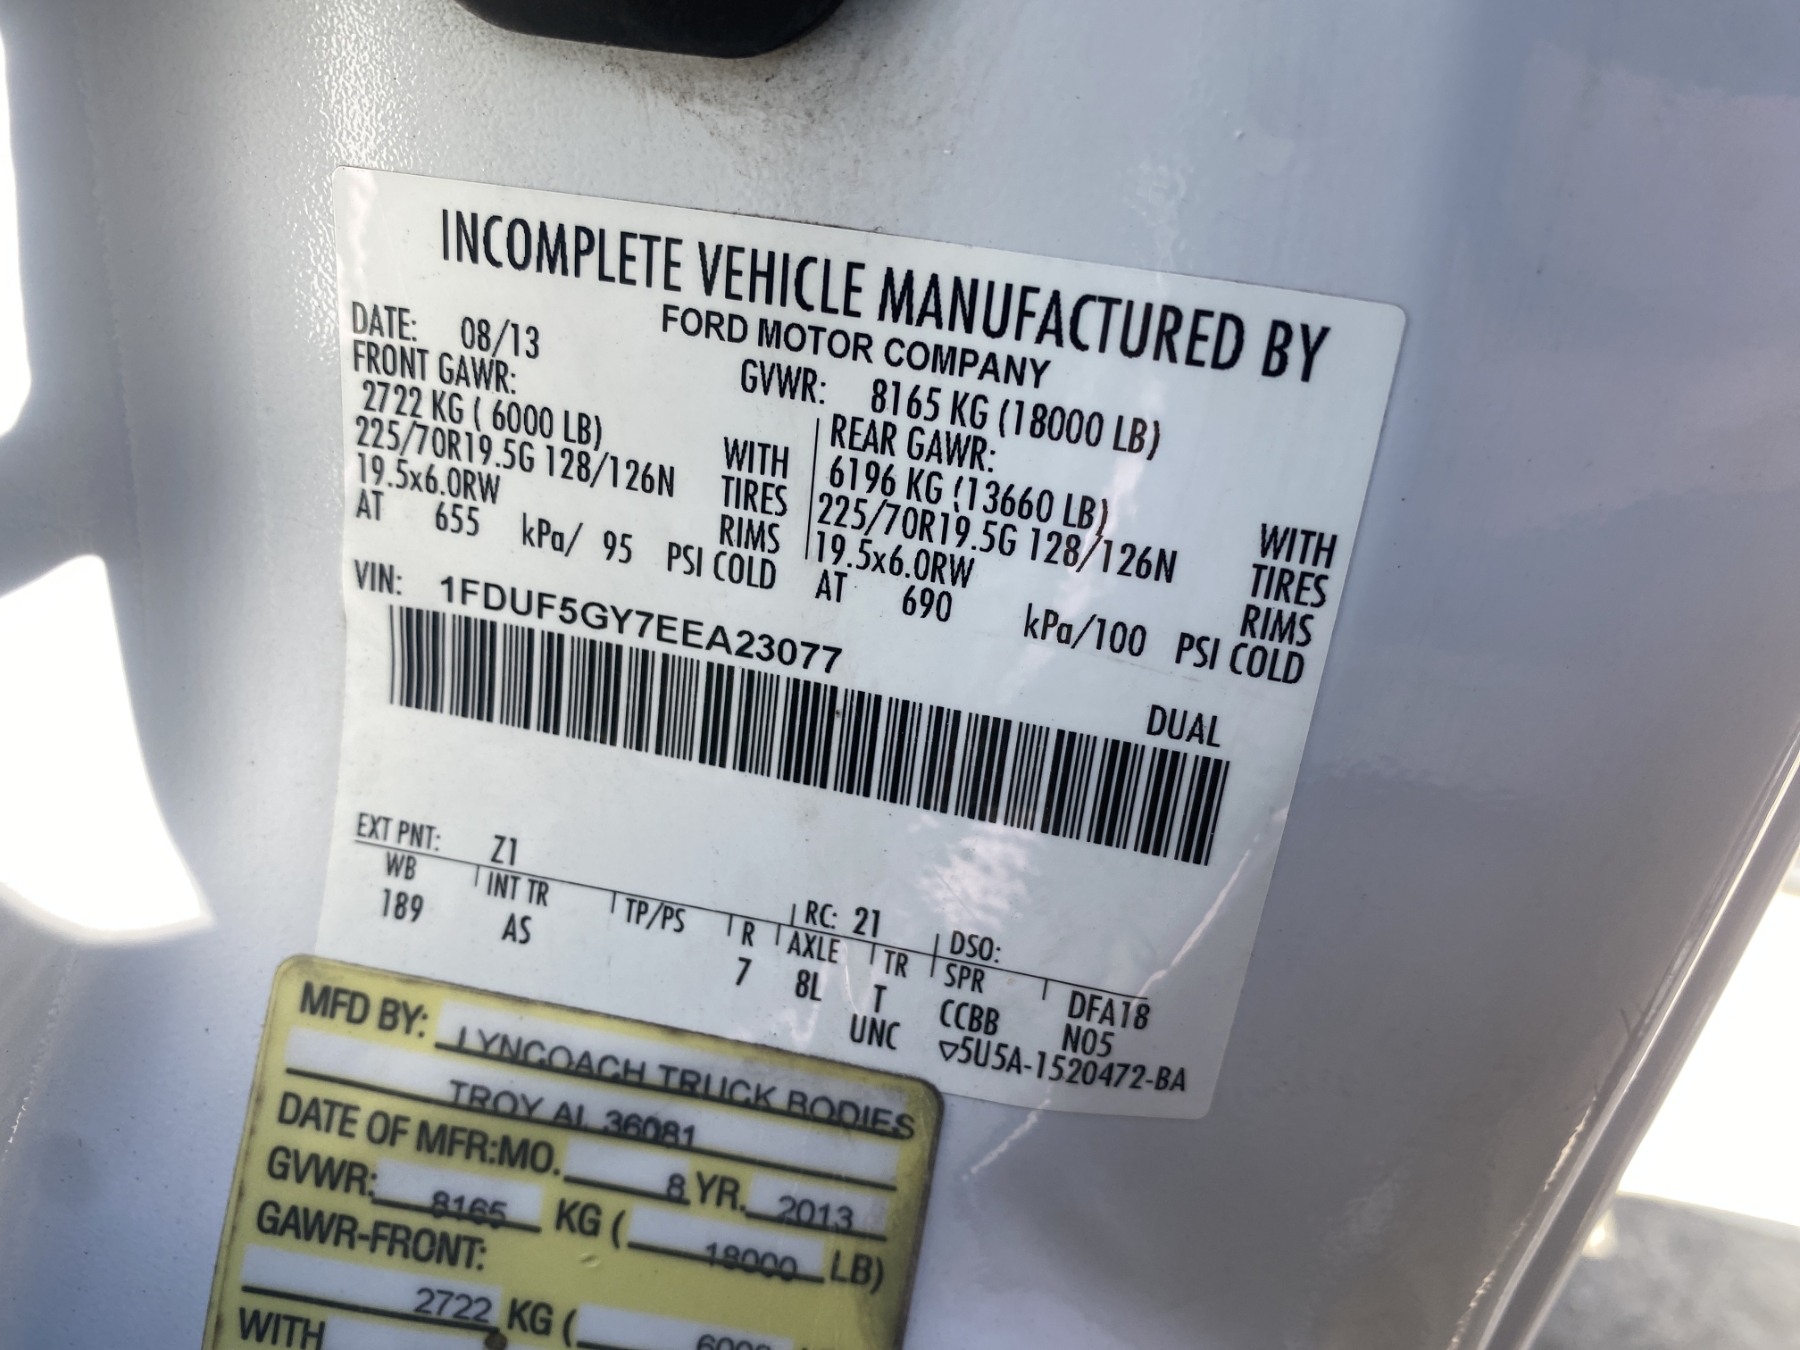 INCOMPLETE VEHICLE MANUFACTURED BY
FORD MOTOR COMPANY
DATE: 08/13 GVWR: 8165 KG (18000 LB)
FRONT GAWR: REAR GAWR:
2722 KG ( 6000 LB) WITH 6196 KG (13660 LB) WITH
225/70R19.5G 128/126N TIRES 225/70R19.5G 128/126N TIRES
19.5x6.0RW RIMS 19.5x6.0RW RIMS
AT 655 kPa/ 95 PSI COLD AT 690 kPa/100 PSI COLD
VIN: 1FDUF5GY7EEA23077
DUAL
EXT PNT: Z1 RC: 21 DSO:
WB INT TR TP/PS R AXLE TR SPR DFA18
189 AS 7 8L T CCBB N05
UNC ▽5U5A-1520472-BA
MFD BY: LYNCOACH TRUCK BODIES
TROY AL 36081
DATE OF MFR:MO. 8 YR. 2013
GVWR: 8165 KG ( 18000 LB)
GAWR-FRONT:
2722 KG (
WITH